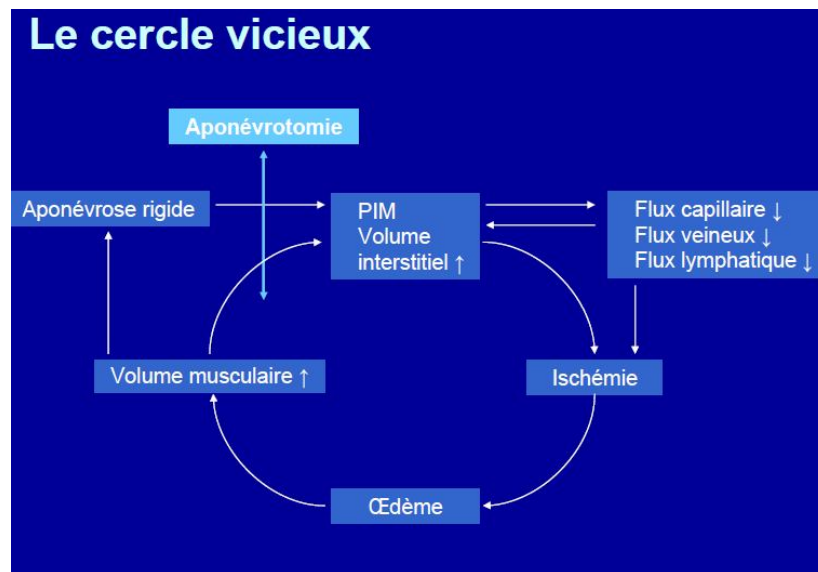 Le cercle vicieux
Aponévrotomie
Aponévrose rigide
PIM
Volume
interstitiel ↑
Flux capillaire ↓
Flux veineux ↓
Flux lymphatique ↓
Volume musculaire ↑
Ischémie
Œdème